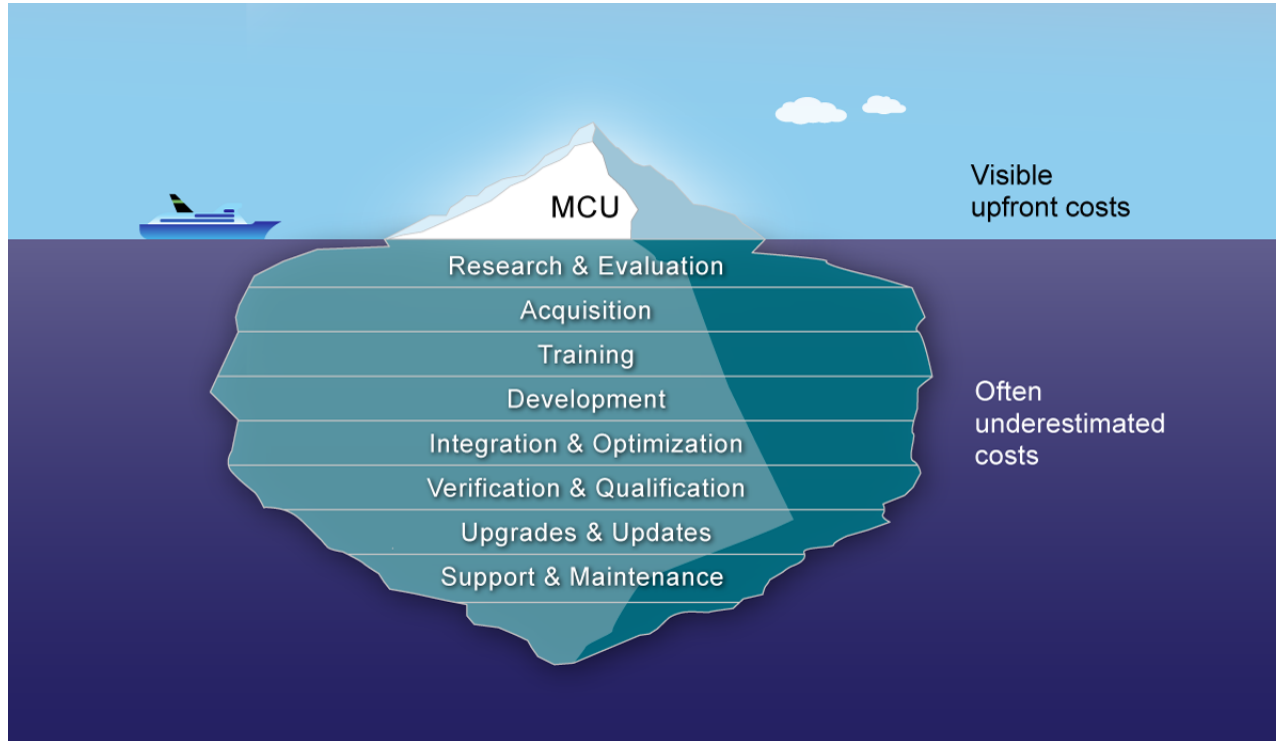 MCU
Visible
upfront costs
Research & Evaluation
Acquisition
Training
Development
Integration & Optimization
Verification & Qualification
Upgrades & Updates
Support & Maintenance
Often
underestimated
costs